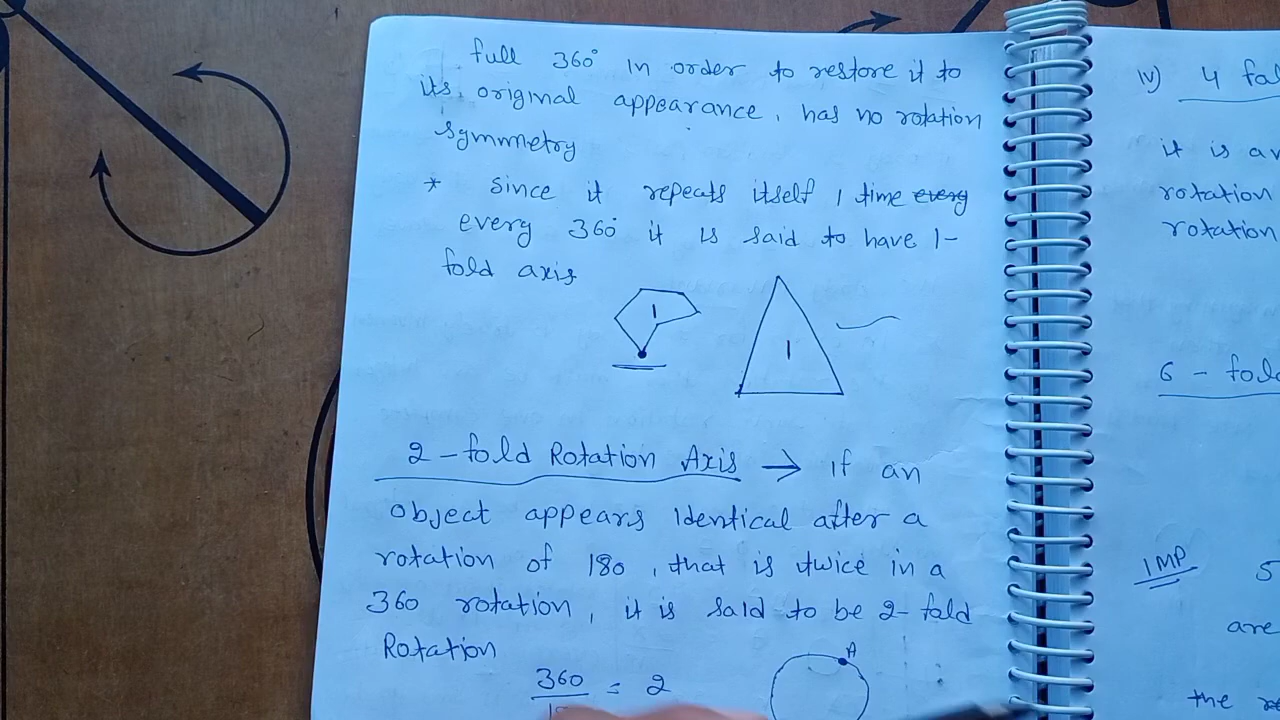 full 360° in order to restore it to
its original appearance, has no rotation
symmetry
* since it repeats itself 1 time every
every 360° it is said to have 1-
fold axis
1
1
2-fold Rotation Axis → if an
object appears identical after a
rotation of 180, that is twice in a
360 rotation, it is said to be 2-fold
Rotation
360
= 2
A
iv) 4 fol
it is
rotation
rotation
6 - fold
IMP
5
are
the